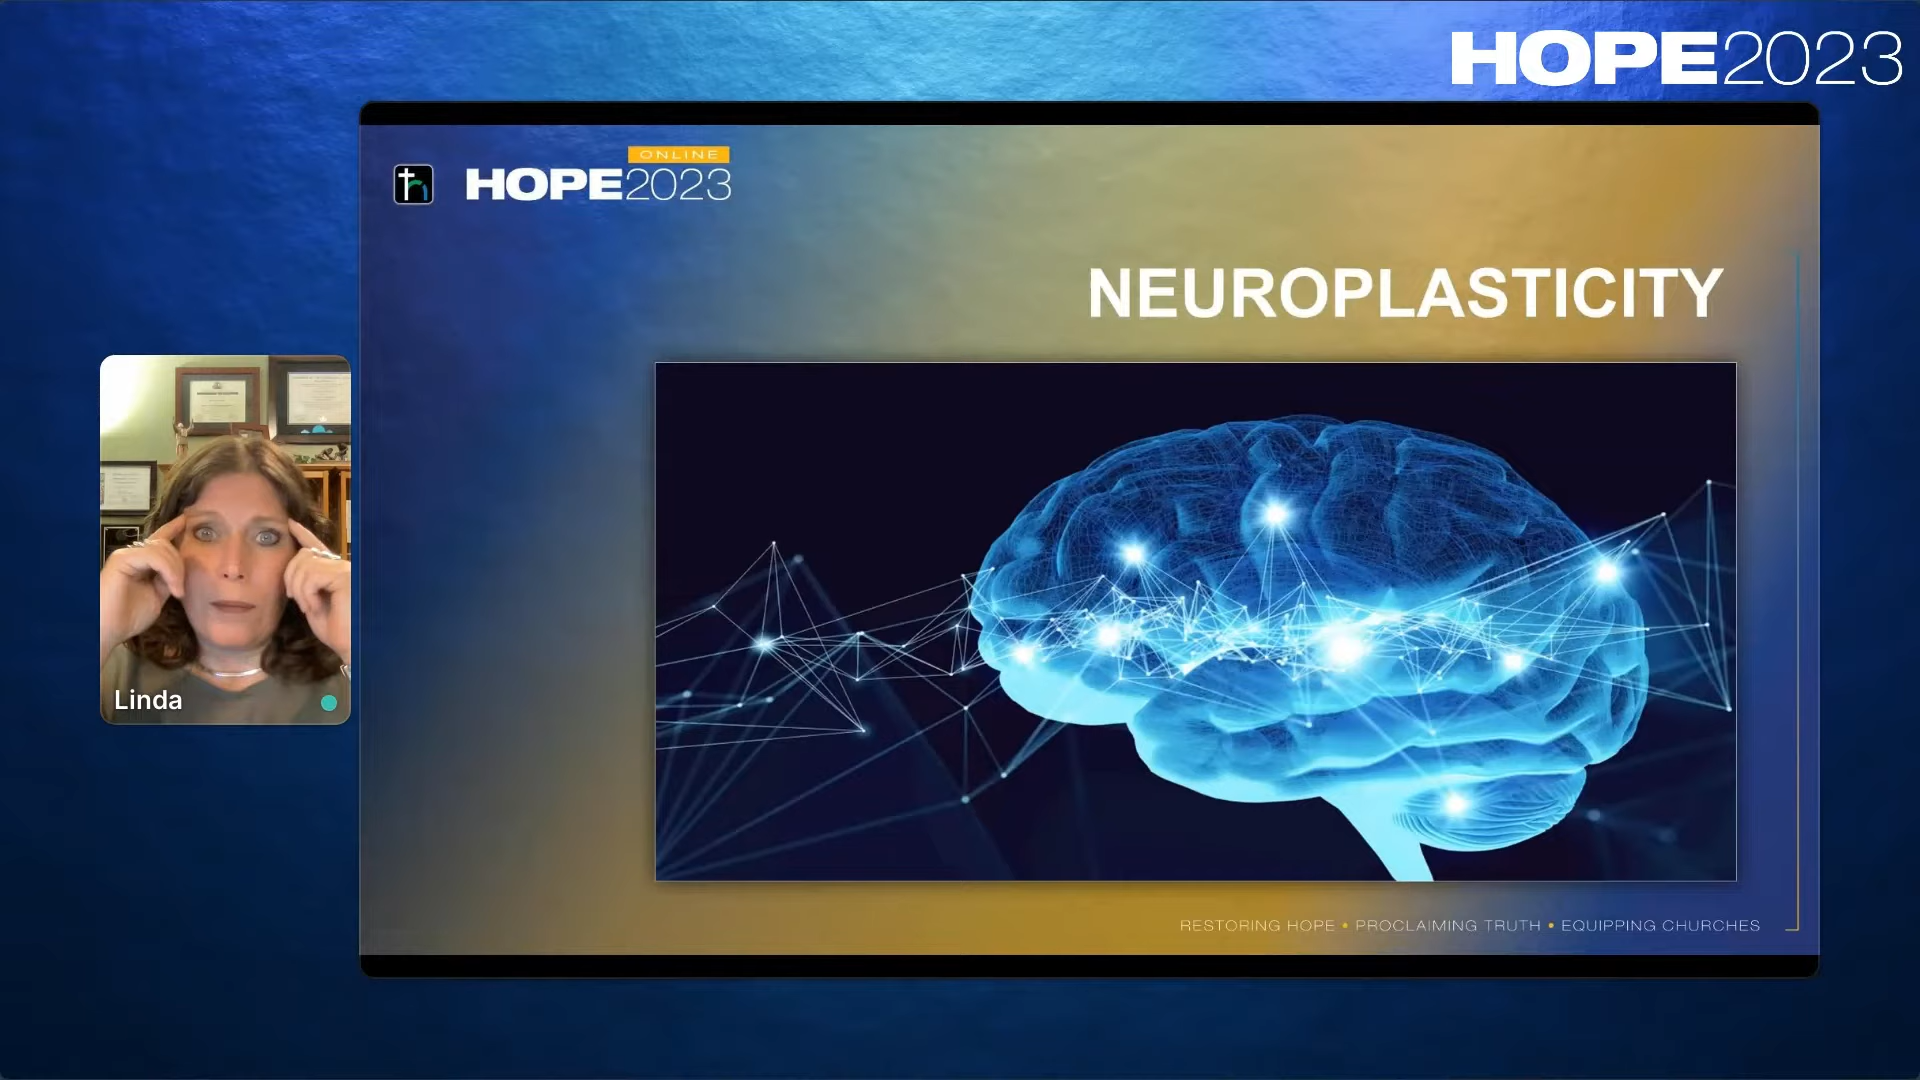 HOPE2023
ONLINE
HOPE2023
NEUROPLASTICITY
Linda
RESTORING HOPE • PROCLAIMING TRUTH • EQUIPPING CHURCHES